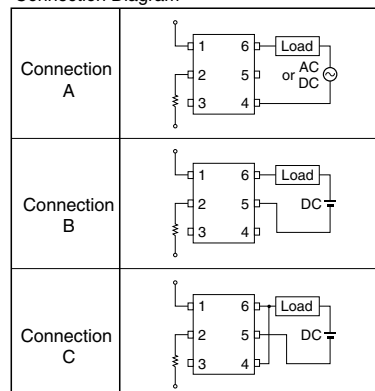 Connection Diagram
Connection
A
1 6 Load
2 5 or AC
DC
3 4
Connection
B
1 6 Load
2 5 DC
3 4
Connection
C
1 6 Load
2 5 DC
3 4